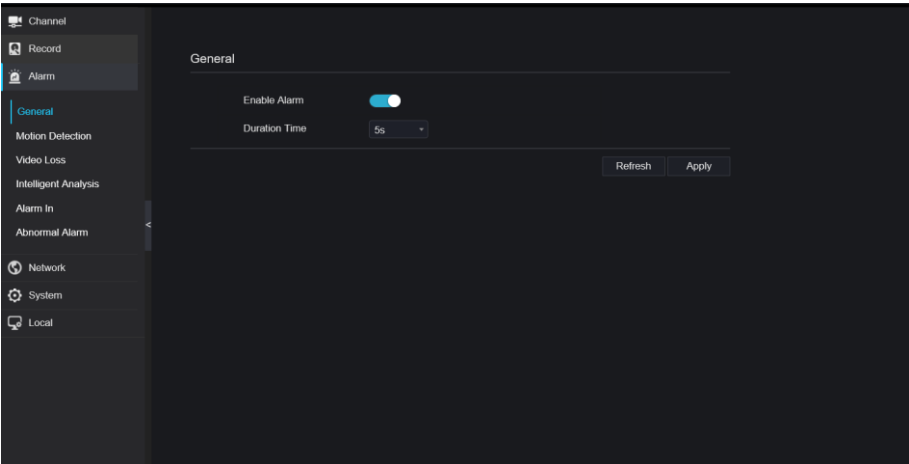 Channel
Record
Alarm
General
Motion Detection
Video Loss
Intelligent Analysis
Alarm In
Abnormal Alarm
Network
System
Local
General
Enable Alarm
Duration Time 5s
Refresh Apply
<